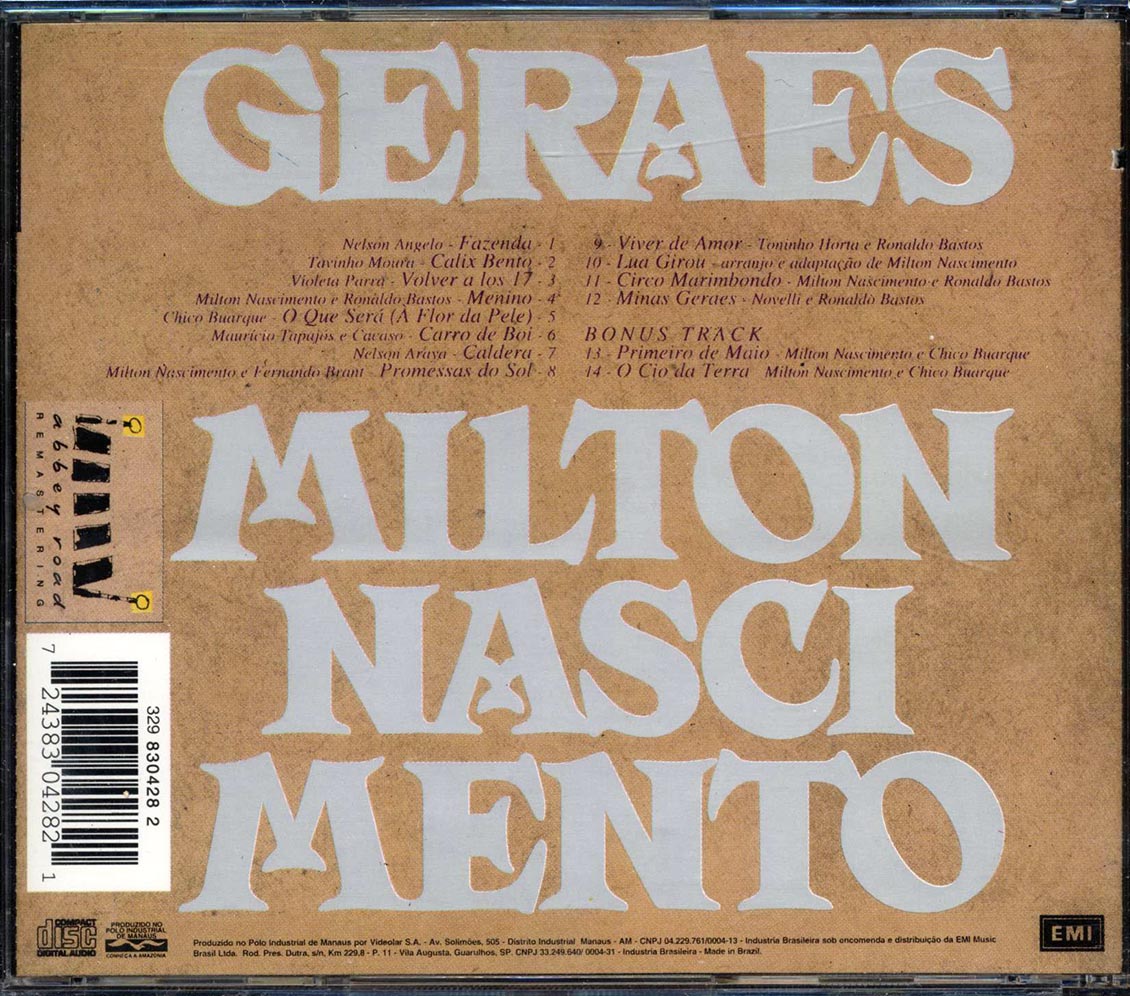 GERAES
Nelson Angelo - Fazenda - 1
Tavinho Moura - Calix Bento - 2
Violeta Parra - Volver a los 17 - 3
Milton Nascimento e Ronaldo Bastos - Menino - 4
Chico Buarque - O Que Será (À Flor da Pele) - 5
Maurício Tapajós e Cacaso - Carro de Boi - 6
Nelson Araya - Caldera - 7
Milton Nascimento e Fernando Brant - Promessas do Sol - 8
9 - Viver de Amor - Toninho Horta e Ronaldo Bastos
10 - Lua Girou - arranjo e adaptação de Milton Nascimento
11 - Circo Marimbondo - Milton Nascimento e Ronaldo Bastos
12 - Minas Geraes - Novelli e Ronaldo Bastos
BONUS TRACK
13 - Primeiro de Maio - Milton Nascimento e Chico Buarque
14 - O Cio da Terra Milton Nascimento e Chico Buarque
MILTON
NASCI
MENTO
abbey road
REMASTERING
329 830428 2
7 24383 04282 1
COMPACT
disc
DIGITAL AUDIO
PRODUZIDO NO
POLO INDUSTRIAL
DE MANAUS
CONHEÇA A AMAZONIA
Produzido no Polo Industrial de Manaus por Videolar S.A. - Av. Solimões, 505 - Distrito Industrial Manaus - AM - CNPJ 04.229.761/0004-13 - Industria Brasileira sob encomenda e distribuição da EMI Music
Brasil Ltda. Rod. Pres. Dutra, s/n, Km 229,8 - P. 11 - Vila Augusta, Guarulhos, SP. CNPJ 33.249.640/ 0004-31 - Industria Brasileira - Made in Brazil.
EMI